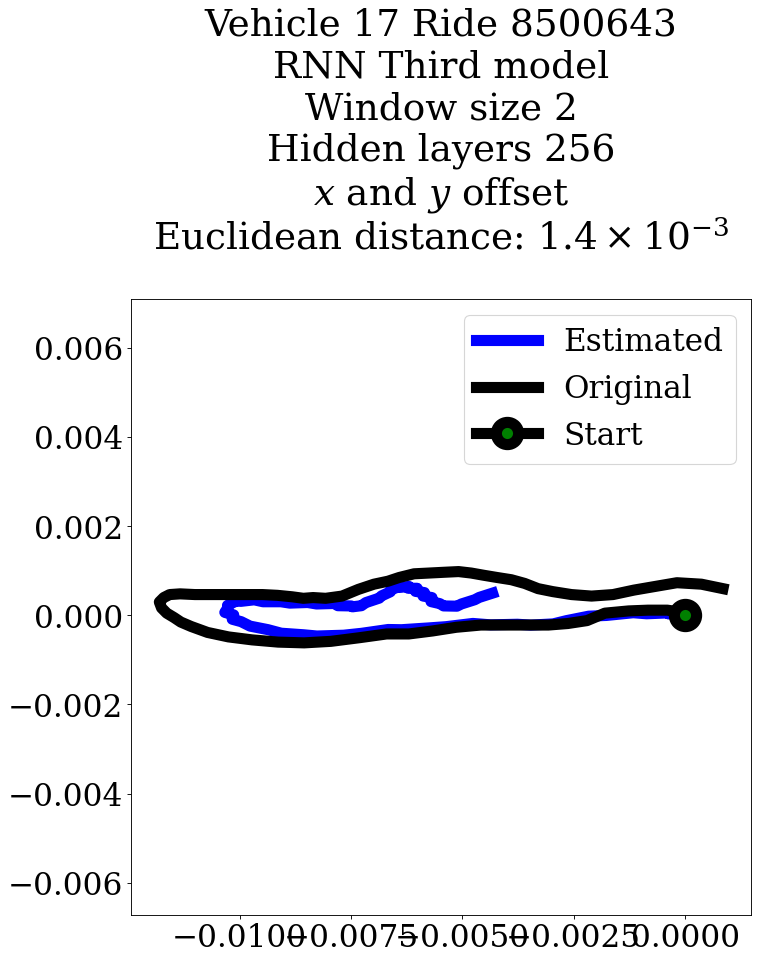 Vehicle 17 Ride 8500643
RNN Third model
Window size 2
Hidden layers 256
x and y offset
Euclidean distance: 1.4 × 10⁻³
Estimated
Original
Start
0.006
0.004
0.002
0.000
−0.002
−0.004
−0.006
−0.0100 −0.0075 −0.0050 −0.0025 0.0000